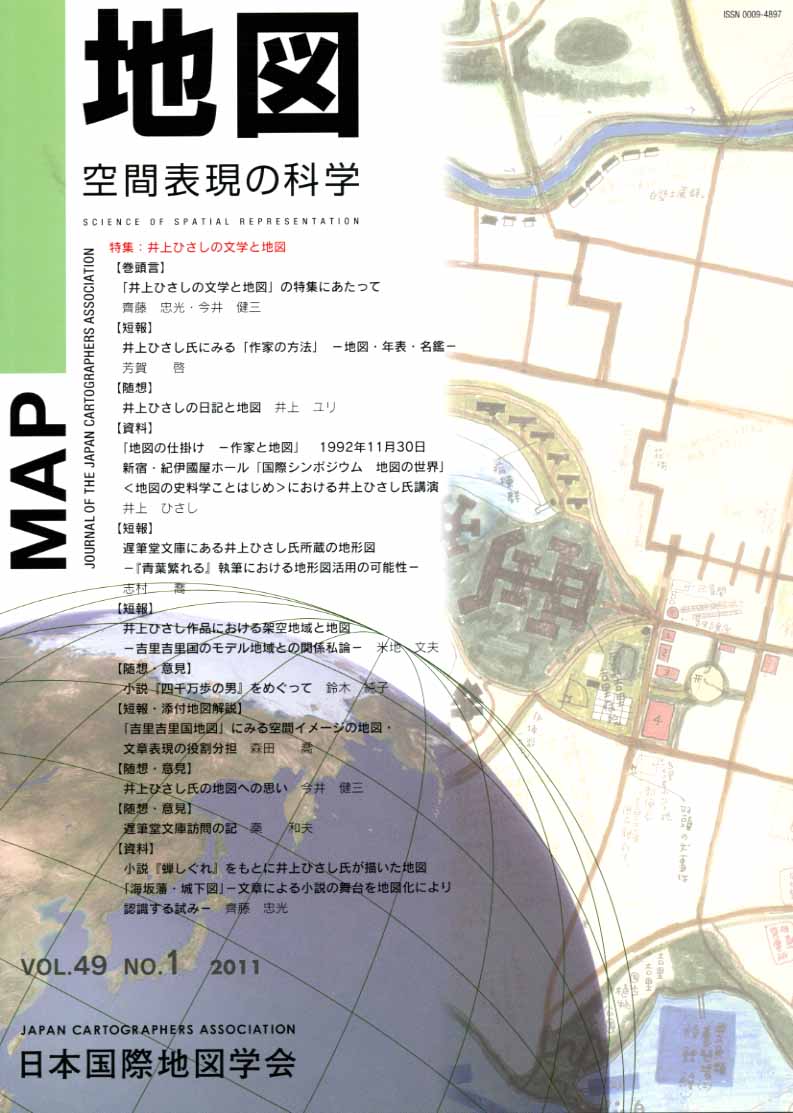 ISSN 0009-4897
地図
空間表現の科学
SCIENCE OF SPATIAL REPRESENTATION
MAP
JOURNAL OF THE JAPAN CARTOGRAPHERS ASSOCIATION
特集：井上ひさしの文学と地図
【巻頭言】
「井上ひさしの文学と地図」の特集にあたって
齊藤　忠光・今井　健三
【短報】
井上ひさし氏にみる「作家の方法」 －地図・年表・名鑑－
芳賀　　啓
【随想】
井上ひさしの日記と地図　井上　ユリ
【資料】
「地図の仕掛け　－作家と地図」　1992年11月30日
新宿・紀伊國屋ホール「国際シンポジウム　地図の世界」
＜地図の史料学ことはじめ＞における井上ひさし氏講演
井上　ひさし
【短報】
遅筆堂文庫にある井上ひさし氏所蔵の地形図
－『青葉繁れる』執筆における地形図活用の可能性－
志村　　喬
【短報】
井上ひさし作品における架空地域と地図
－吉里吉里国のモデル地域との関係私論－　米地　文夫
【随想・意見】
小説『四千万歩の男』をめぐって　鈴木　純子
【短報・添付地図解説】
「吉里吉里国地図」にみる空間イメージの地図・
文章表現の役割分担　森田　　喬
【随想・意見】
井上ひさし氏の地図への思い　今井　健三
【随想・意見】
遅筆堂文庫訪問の記　秦　　和夫
【資料】
小説『蝉しぐれ』をもとに井上ひさし氏が描いた地図
「海坂藩・城下図」－文章による小説の舞台を地図化により
認識する試み－　齊藤　忠光
VOL.49 NO.1 2011
JAPAN CARTOGRAPHERS ASSOCIATION
日本国際地図学会
病棟群
4